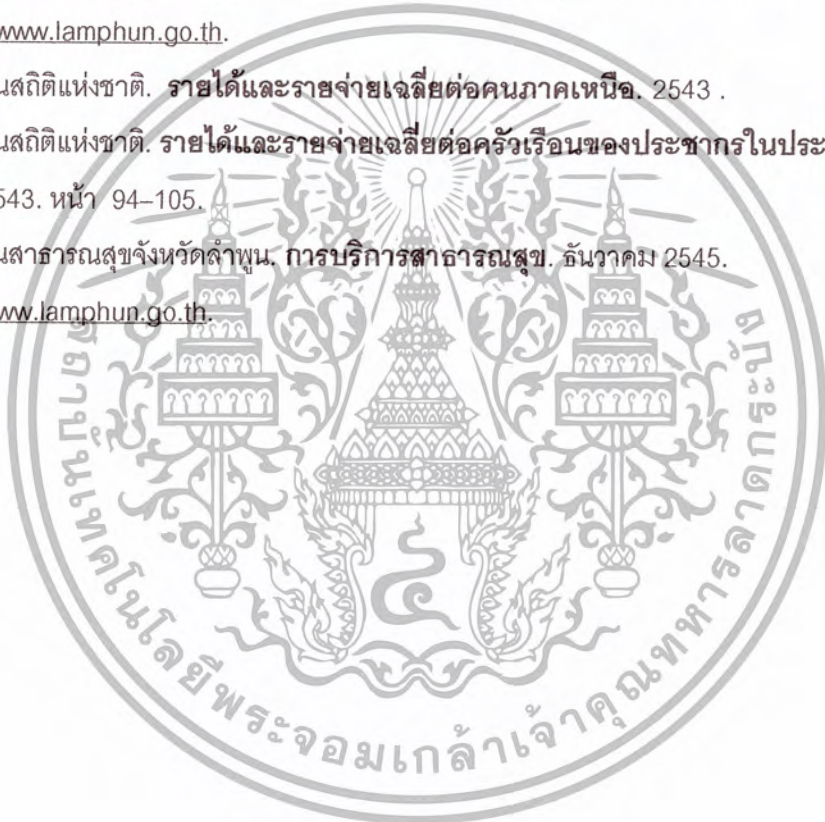 www.lamphun.go.th.
นสถิติแห่งชาติ. รายได้และรายจ่ายเฉลี่ยต่อคนภาคเหนือ. 2543 .
นสถิติแห่งชาติ. รายได้และรายจ่ายเฉลี่ยต่อครัวเรือนของประชากรในประ
543. หน้า 94–105.
นสาธารณสุขจังหวัดลำพูน. การบริการสาธารณสุข. ธันวาคม 2545.
ww.lamphun.go.th.
สถาบันเทคโนโลยีพระจอมเกล้าเจ้าคุณทหารลาดกระบัง
๔